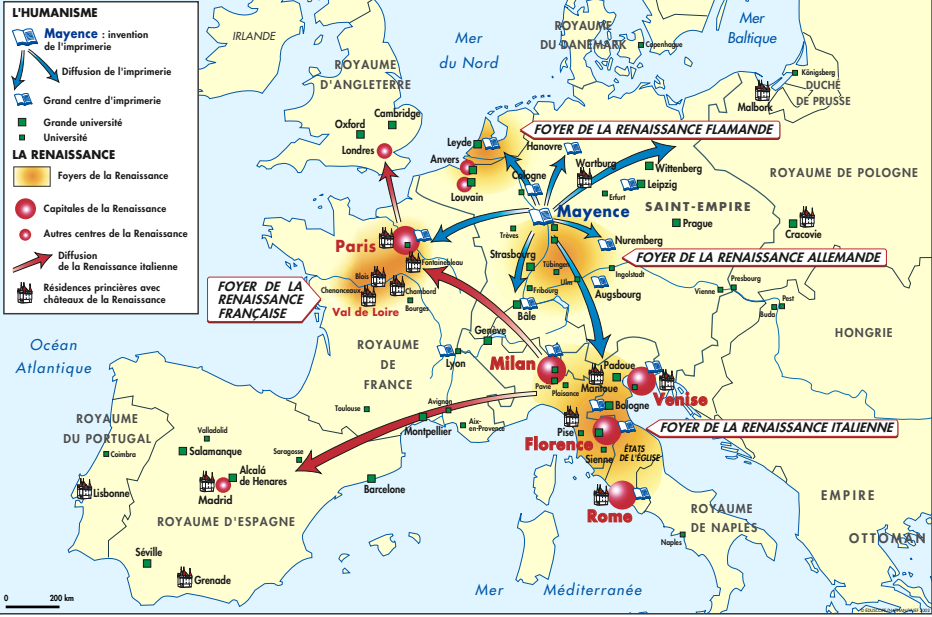 L'HUMANISME
Mayence : invention
de l'imprimerie
Diffusion de l'imprimerie
Grand centre d'imprimerie
Grande université
Université
LA RENAISSANCE
Foyers de la Renaissance
Capitales de la Renaissance
Autres centres de la Renaissance
Diffusion
de la Renaissance italienne
Résidences princières avec
châteaux de la Renaissance
IRLANDE
ROYAUME
D'ANGLETERRE
Mer
du Nord
ROYAUME
DU DANEMARK
Copenhague
Mer
Baltique
Königsberg
DUCHÉ
DE PRUSSE
Malbork
Oxford
Cambridge
Londres
Leyde
FOYER DE LA RENAISSANCE FLAMANDE
Hanovre
Anvers
Louvain
Cologne
Wartburg
Wittenberg
Erfurt
Leipzig
ROYAUME DE POLOGNE
Mayence
SAINT-EMPIRE
Prague
Cracovie
Trèves
Nuremberg
Paris
Fontainebleau
Strasbourg
Tübingen
Ingolstadt
FOYER DE LA RENAISSANCE ALLEMANDE
Blois
Chenonceaux
Chambord
Bourges
Val de Loire
FOYER DE LA
RENAISSANCE
FRANÇAISE
Ulm
Fribourg
Augsbourg
Bâle
Vienne
Presbourg
Buda
Pest
HONGRIE
Océan
Atlantique
ROYAUME
DE
FRANCE
Genève
Lyon
Milan
Pavie
Plaisance
Mantoue
Padoue
Venise
Bologne
Toulouse
Avignon
Montpellier
Aix-
en-Provence
Pise
Florence
Sienne
ÉTATS
DE L'ÉGLISE
FOYER DE LA RENAISSANCE ITALIENNE
ROYAUME
DU PORTUGAL
Coimbra
Valladolid
Salamanque
Saragosse
Alcalá
de Henares
Madrid
Barcelone
Lisbonne
ROYAUME D'ESPAGNE
Rome
ROYAUME
DE NAPLES
Naples
EMPIRE
OTTOMAN
Séville
Grenade
Mer Méditerranée
0 200 km